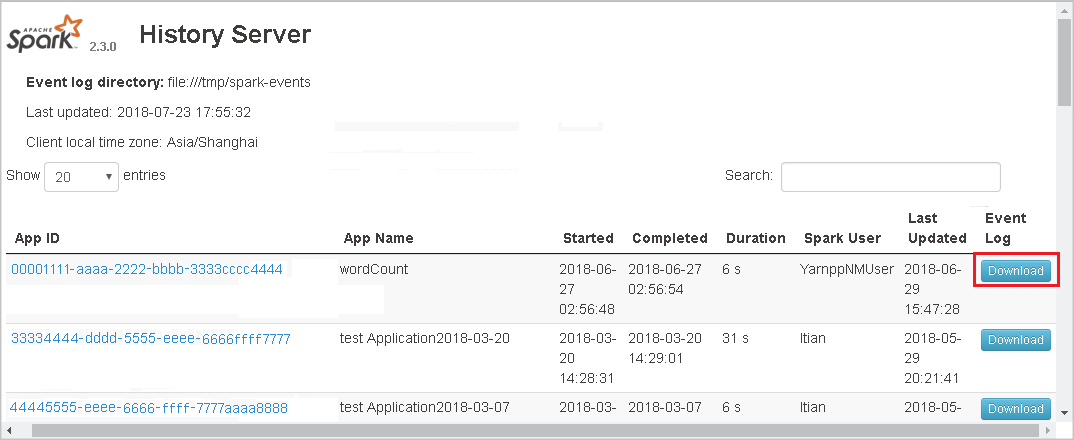 APACHE
Spark 2.3.0 History Server
Event log directory: file:///tmp/spark-events
Last updated: 2018-07-23 17:55:32
Client local time zone: Asia/Shanghai
Show 20 entries Search:
App ID App Name Started Completed Duration Spark User Last Updated Event Log
00001111-aaaa-2222-bbbb-3333cccc4444 wordCount 2018-06-27 02:56:48 2018-06-27 02:56:54 6 s YarnppNMUser 2018-06-29 15:47:28 Download
33334444-dddd-5555-eeee-6666ffff7777 test Application2018-03-20 2018-03-20 14:28:31 2018-03-20 14:29:01 31 s ltian 2018-05-29 20:21:41 Download
44445555-eeee-6666-ffff-7777aaaa8888 test Application2018-03-07 2018-03- 2018-03-07 6 s ltian 2018-05- Download